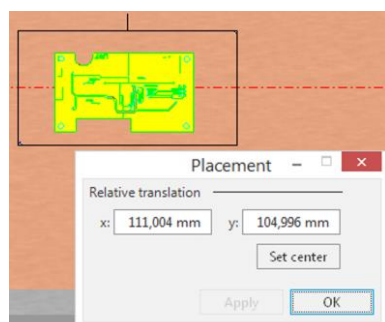 Placement
Relative translation
x: 111,004 mm y: 104,996 mm
Set center
Apply OK